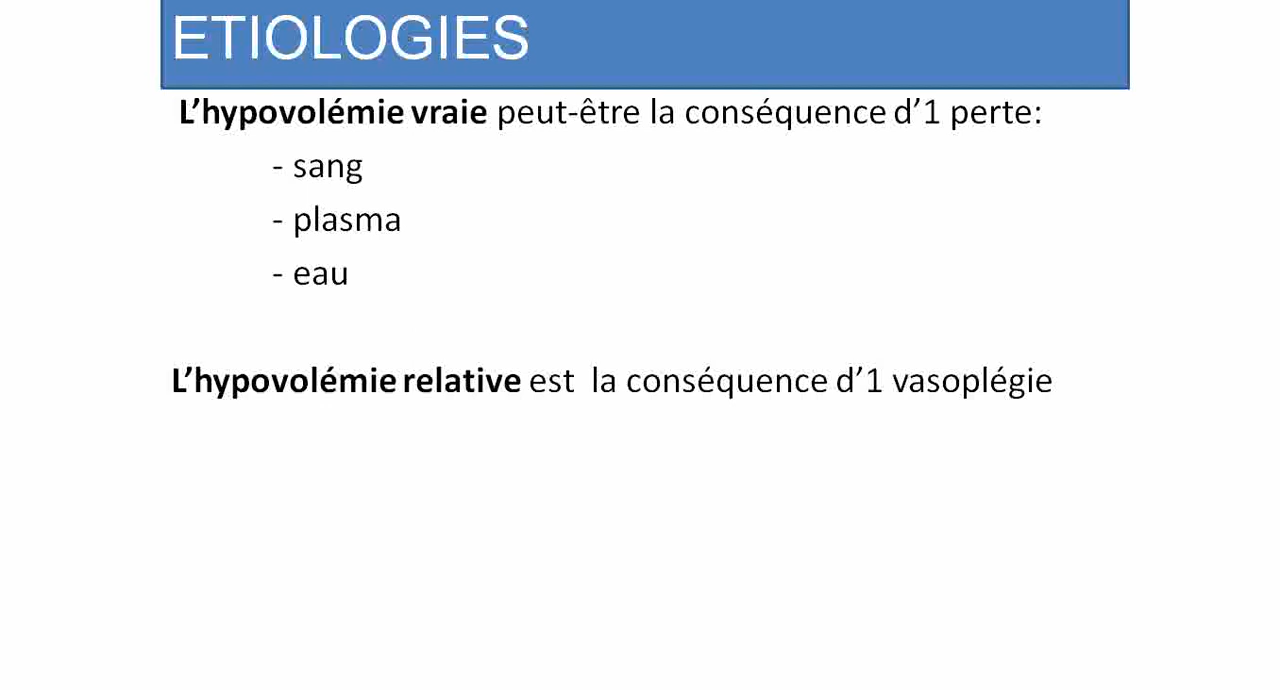 ETIOLOGIES
L’hypovolémie vraie peut-être la conséquence d’1 perte:
- sang
- plasma
- eau
L’hypovolémie relative est la conséquence d’1 vasoplégie